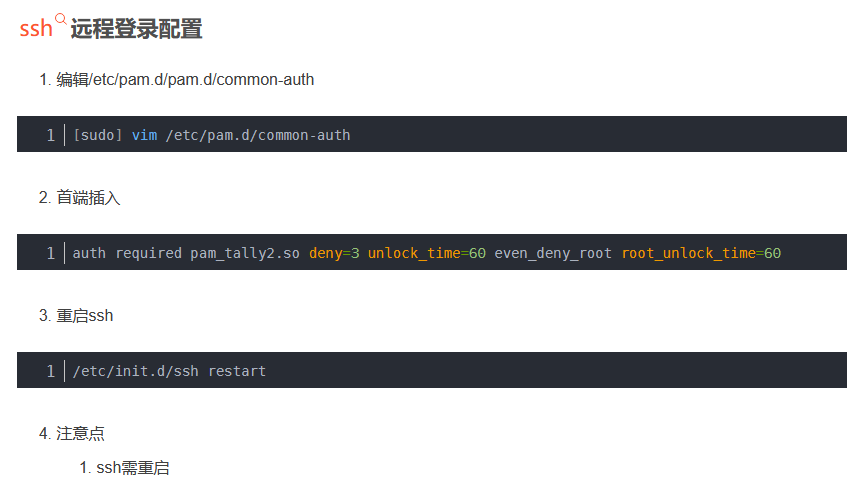 ssh远程登录配置
1. 编辑/etc/pam.d/pam.d/common-auth
1 [sudo] vim /etc/pam.d/common-auth
2. 首端插入
1 auth required pam_tally2.so deny=3 unlock_time=60 even_deny_root root_unlock_time=60
3. 重启ssh
1 /etc/init.d/ssh restart
4. 注意点
1. ssh需重启